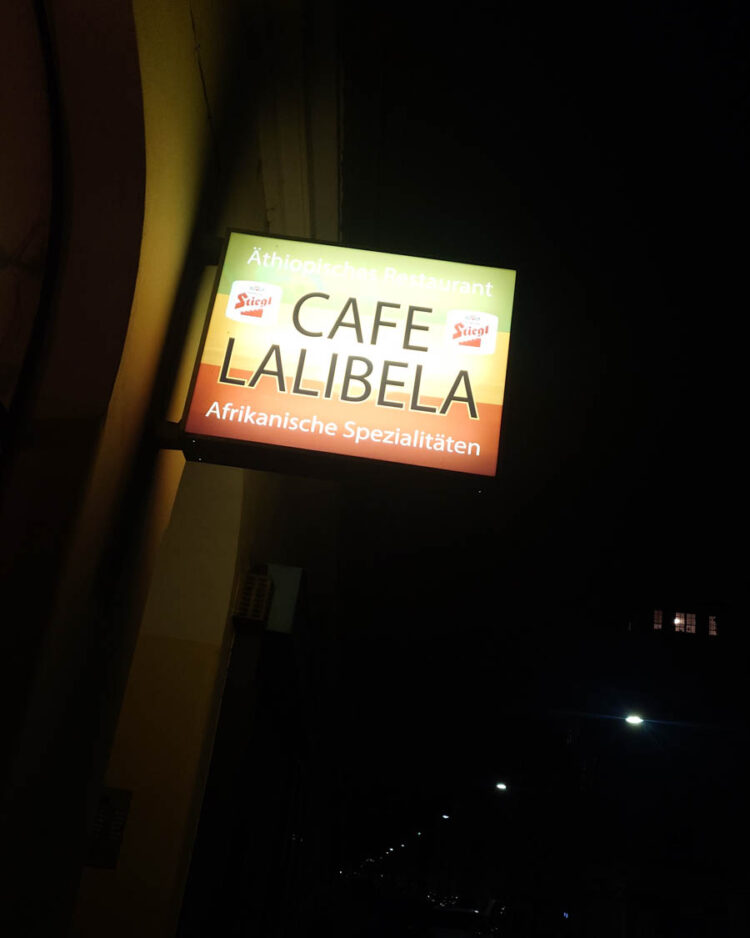 Äthiopisches Restaurant
Stiegl
CAFE
Stiegl
LALIBELA
Afrikanische Spezialitäten